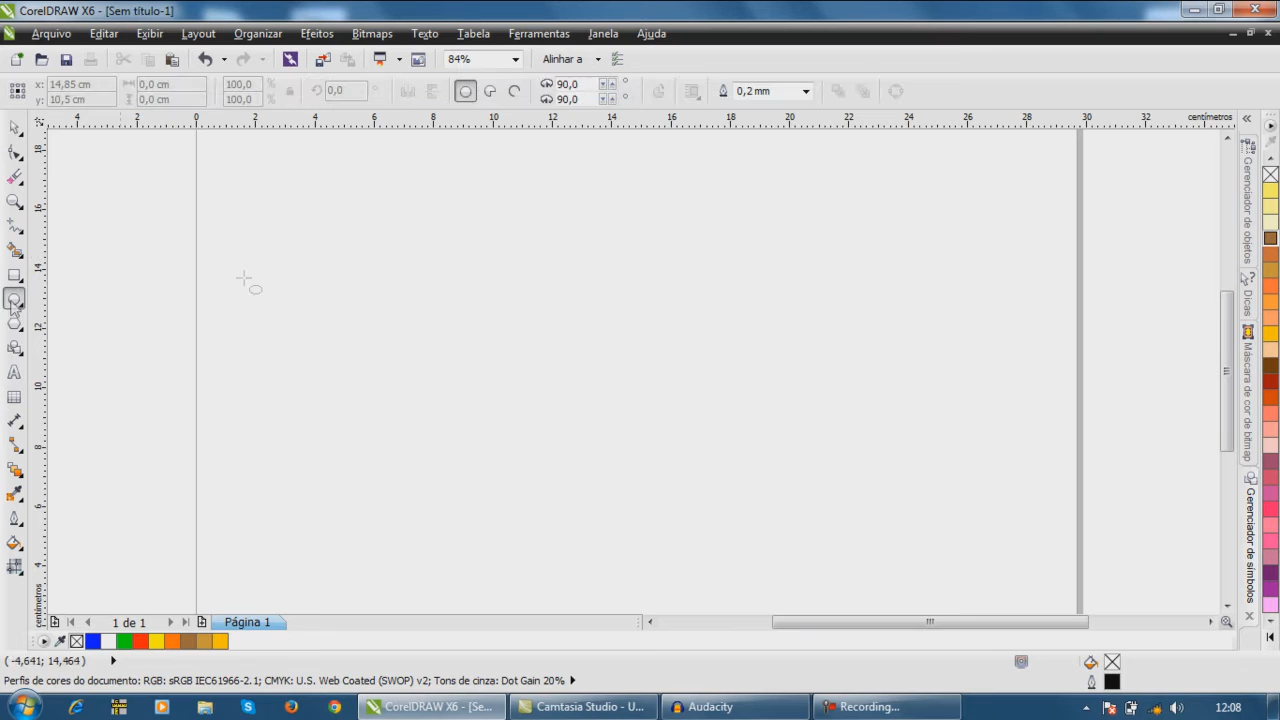 CorelDRAW X6 - [Sem título-1]
Arquivo Editar Exibir Layout Organizar Efeitos Bitmaps Texto Tabela Ferramentas Janela Ajuda
84% Alinhar a
x: 14,85 cm 0,0 cm 100,0 % 0,0 ° 90,0 ° 0,2 mm
y: 10,5 cm 0,0 cm 100,0 % 90,0 °
4 2 0 2 4 6 8 10 12 14 16 18 20 22 24 26 28 30 32 centímetros
18
16
14
12
10
8
6
4
centímetros
Gerenciador de objetos
Dicas
Máscara de cor de bitmap
Gerenciador de símbolos
1 de 1 Página 1
( -4,641; 14,464 )
Perfis de cores do documento: RGB: sRGB IEC61966-2.1; CMYK: U.S. Web Coated (SWOP) v2; Tons de cinza: Dot Gain 20%
CorelDRAW X6 - [Se... Camtasia Studio - U... Audacity Recording... 12:08